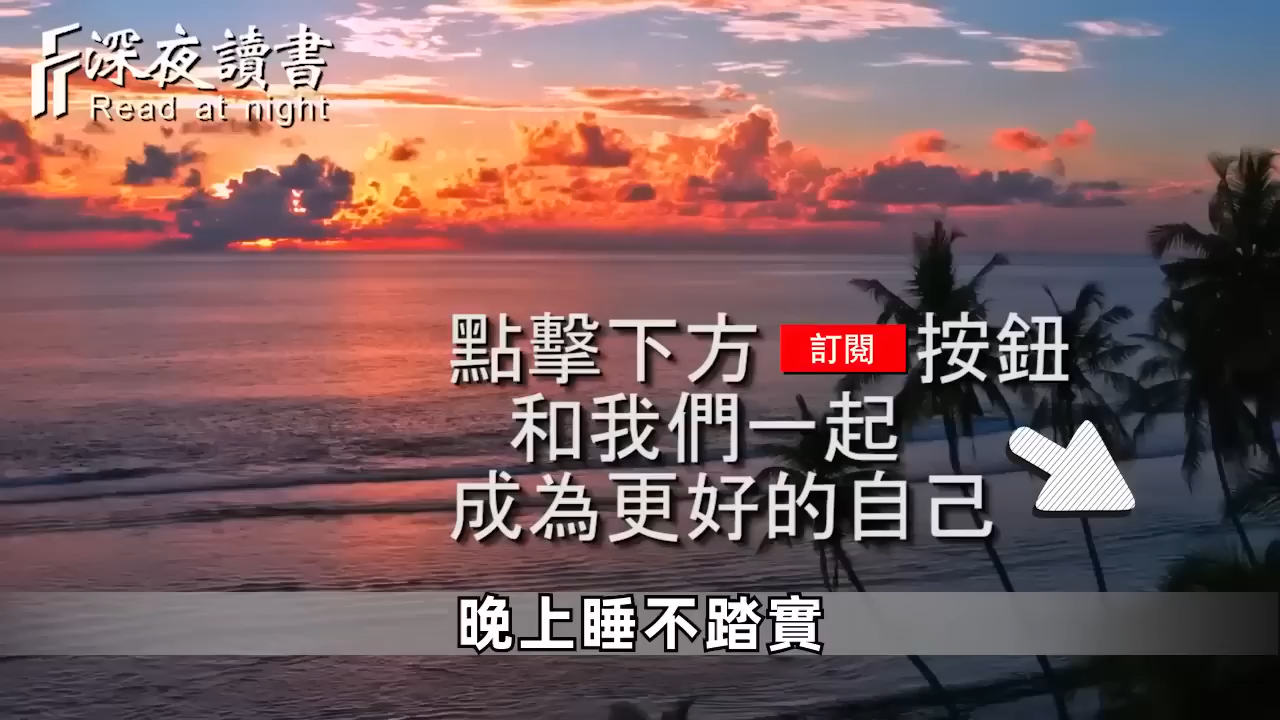 深夜讀書
Read at night
點擊下方 訂閱 按鈕
和我們一起
成為更好的自己
晚上睡不踏實